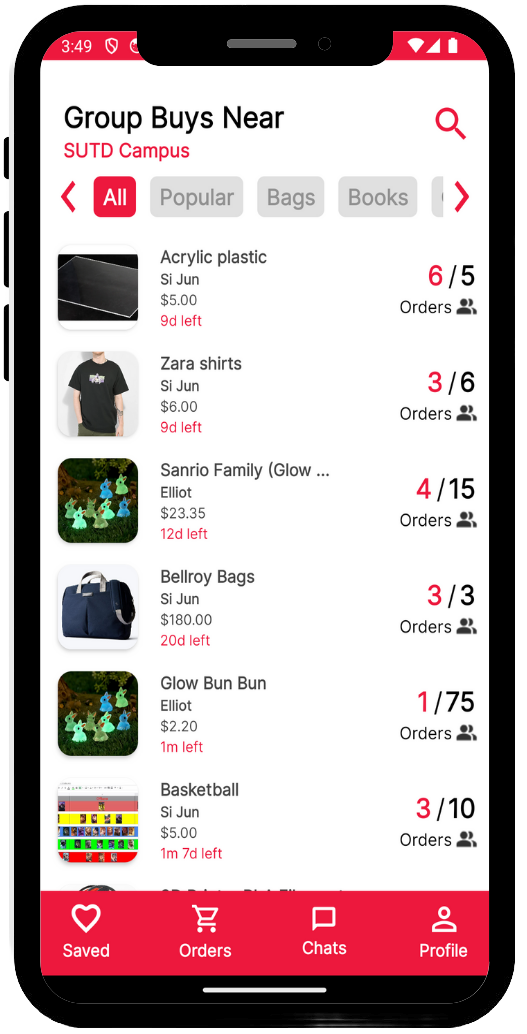 3:49
Group Buys Near
SUTD Campus
All
Popular
Bags
Books
Acrylic plastic
Si Jun
$5.00
9d left
6/5
Orders
Zara shirts
Si Jun
$6.00
9d left
3/6
Orders
Sanrio Family (Glow ...
Elliot
$23.35
12d left
4/15
Orders
Bellroy Bags
Si Jun
$180.00
20d left
3/3
Orders
Glow Bun Bun
Elliot
$2.20
1m left
1/75
Orders
Basketball
Si Jun
$5.00
1m 7d left
3/10
Orders
Saved
Orders
Chats
Profile